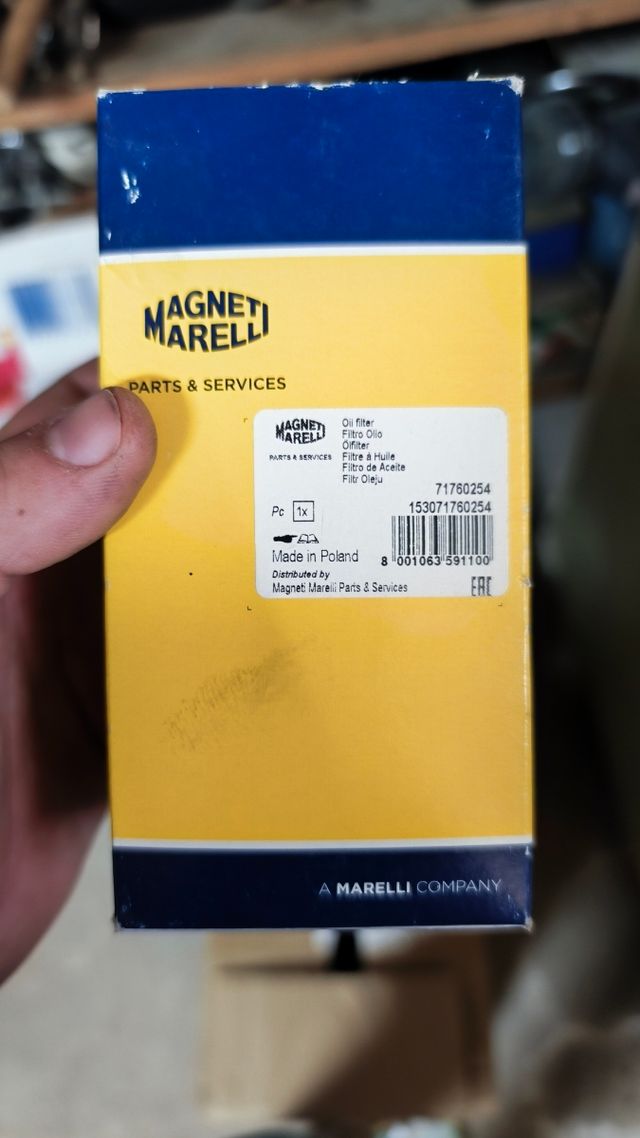 MAGNETI
MARELLI
PARTS & SERVICES
MAGNETI
MARELLI
PARTS & SERVICES
Oil filter
Filtro Olio
Ölfilter
Filtre à Huile
Filtro de Aceite
Filtr Oleju
71760254
153071760254
Pc 1x
8 001063 591100
Made in Poland
Distributed by
Magneti Marelli Parts & Services
EAC
A MARELLI COMPANY